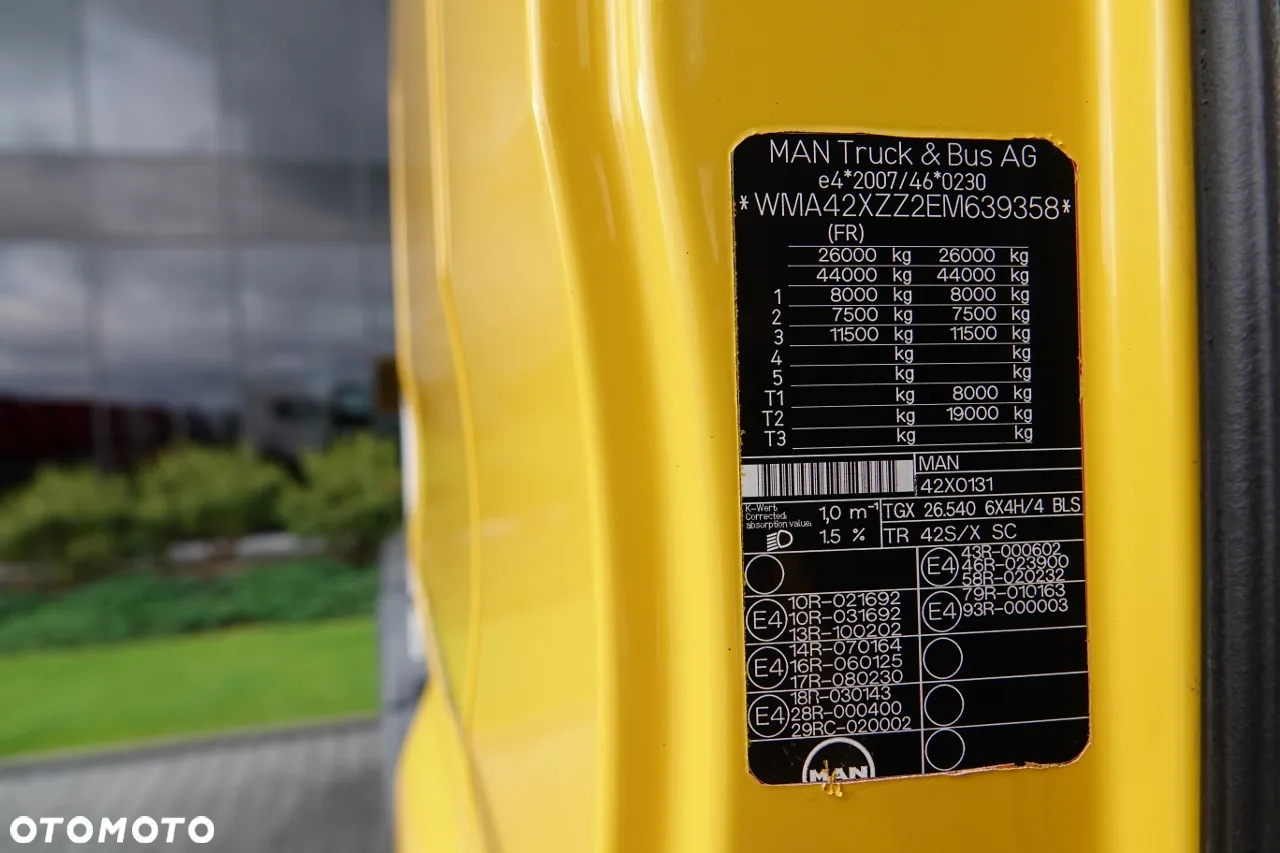 MAN Truck & Bus AG
e4*2007/46*0230
*WMA42XZZ2EM639358*
(FR)
26000 kg 26000 kg
44000 kg 44000 kg
1 8000 kg 8000 kg
2 7500 kg 7500 kg
3 11500 kg 11500 kg
4 kg kg
5 kg kg
T1 kg 8000 kg
T2 kg 19000 kg
T3 kg kg
MAN
42X0131
K-Wert:
Corrected
absorption value:
1,0 m⁻¹
1.5 %
TGX 26.540 6X4H/4 BLS
TR 42S/X SC
E4
10R-021692
10R-031692
13R-100202
E4
14R-070164
16R-060125
17R-080230
E4
18R-030143
28R-000400
29RC-020002
E4
43R-000602
46R-023900
58R-020232
E4
79R-010163
93R-000003
MAN
OTOMOTO